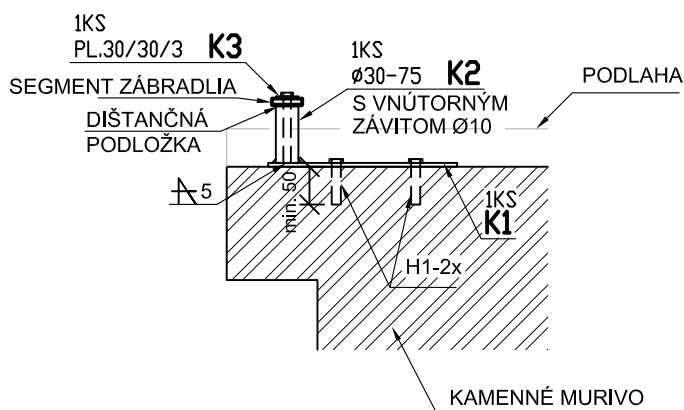 1KS
PL.30/30/3 K3
SEGMENT ZÁBRADLIA
DIŠTANČNÁ
PODLOŽKA
1KS
Ø30-75 K2
S VNÚTORNÝM
ZÁVITOM Ø10
PODLAHA
5
min. 50
1KS
K1
H1-2x
KAMENNÉ MURIVO